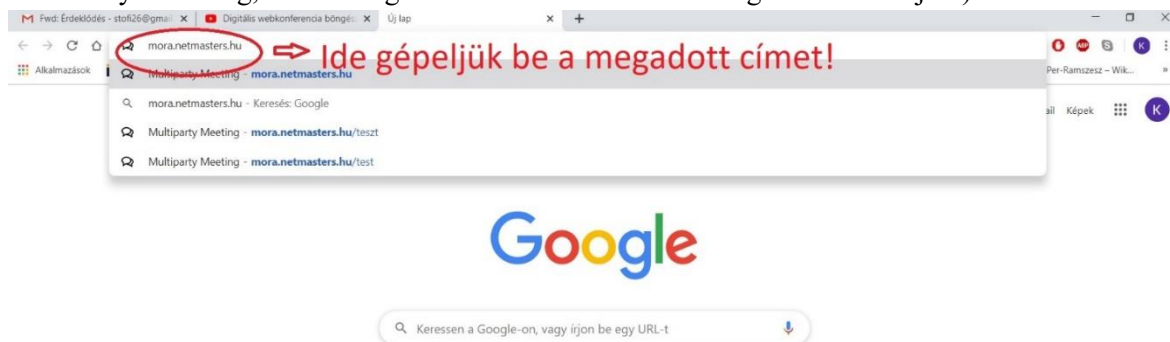 Fwd: Érdeklődés - stofi26@gmail Digitális webkonferencia böngés Új lap
mora.netmasters.hu Ide gépeljük be a megadott címet!
Alkalmazások Multiparty Meeting - mora.netmasters.hu Per-Ramszesz – Wik...
mora.netmasters.hu - Keresés: Google ail Képek K
Multiparty Meeting - mora.netmasters.hu/teszt
Multiparty Meeting - mora.netmasters.hu/test
Google
Keressen a Google-on, vagy írjon be egy URL-t